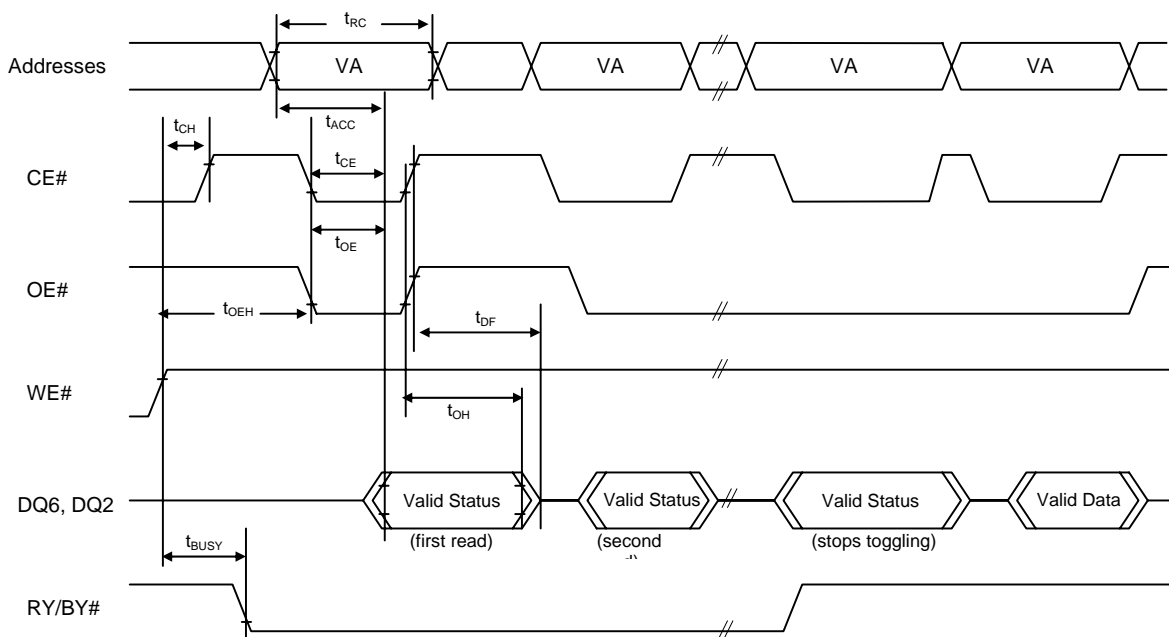 tRC
Addresses
VA
VA
VA
VA
tACC
tCH
tCE
CE#
tOE
OE#
tOEH
tDF
WE#
tOH
DQ6, DQ2
Valid Status
Valid Status
Valid Status
Valid Data
(first read)
(second
(stops toggling)
tBUSY
RY/BY#